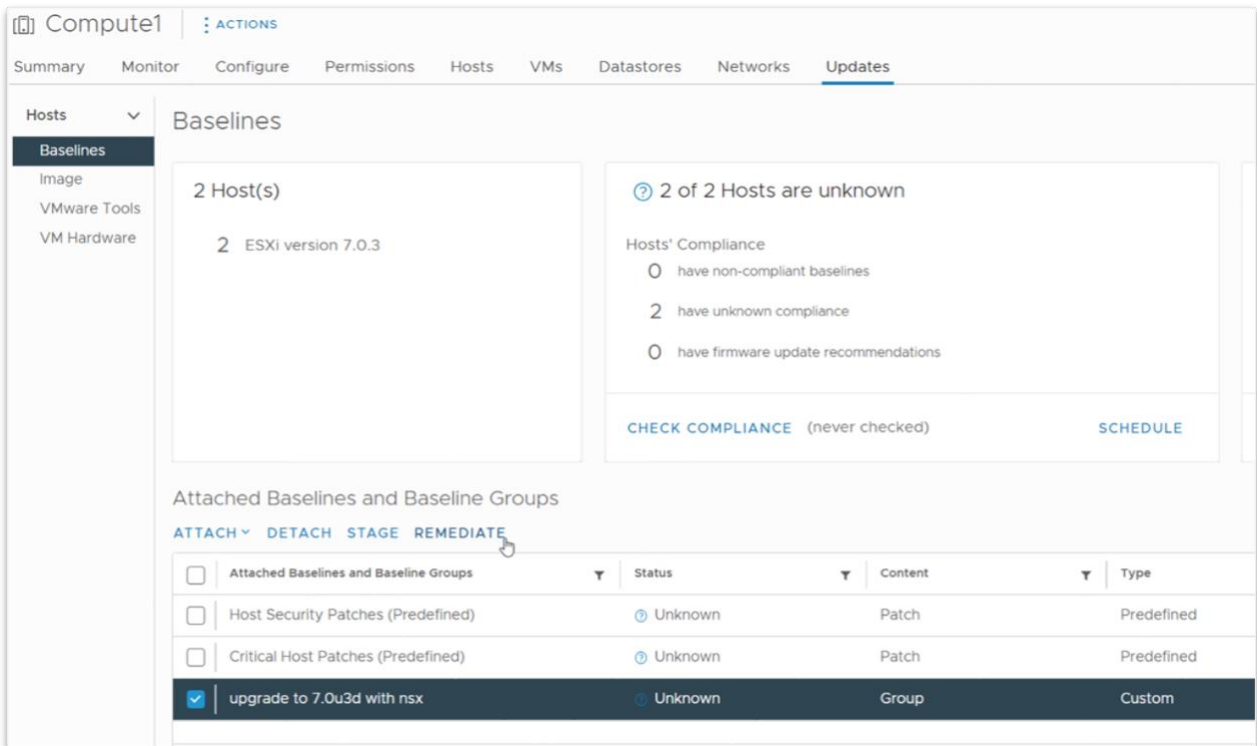 Compute1 ACTIONS
Summary Monitor Configure Permissions Hosts VMs Datastores Networks Updates
Hosts
Baselines
Image
VMware Tools
VM Hardware
Baselines
2 Host(s)
2 ESXi version 7.0.3
2 of 2 Hosts are unknown
Hosts' Compliance
0 have non-compliant baselines
2 have unknown compliance
0 have firmware update recommendations
CHECK COMPLIANCE (never checked) SCHEDULE
Attached Baselines and Baseline Groups
ATTACH DETACH STAGE REMEDIATE
Attached Baselines and Baseline Groups Status Content Type
Host Security Patches (Predefined) Unknown Patch Predefined
Critical Host Patches (Predefined) Unknown Patch Predefined
upgrade to 7.0u3d with nsx Unknown Group Custom